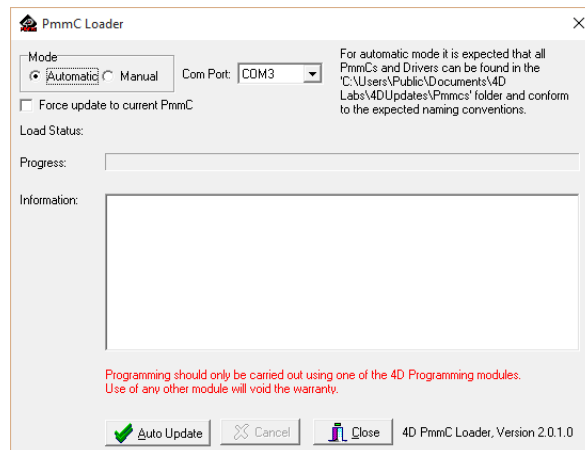 PmmC Loader
Mode
Automatic Manual Com Port: COM3
Force update to current PmmC
For automatic mode it is expected that all
PmmCs and Drivers can be found in the
'C:\Users\Public\Documents\4D
Labs\4DUpdates\Pmmcs' folder and conform
to the expected naming conventions.
Load Status:
Progress:
Information:
Programming should only be carried out using one of the 4D Programming modules.
Use of any other module will void the warranty.
Auto Update Cancel Close 4D PmmC Loader, Version 2.0.1.0